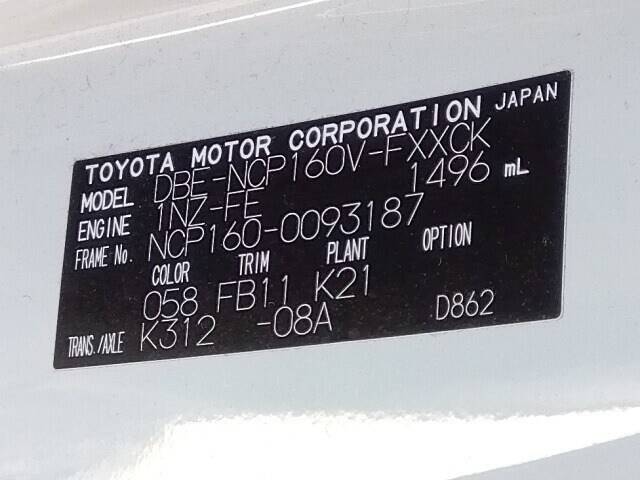 TOYOTA MOTOR CORPORATION JAPAN
MODEL DBE-NCP160V-FXXCK
ENGINE 1NZ-FE 1496 mL
FRAME No. NCP160-0093187
COLOR TRIM PLANT OPTION
058 FB11 K21
TRANS./AXLE K312 -08A D862